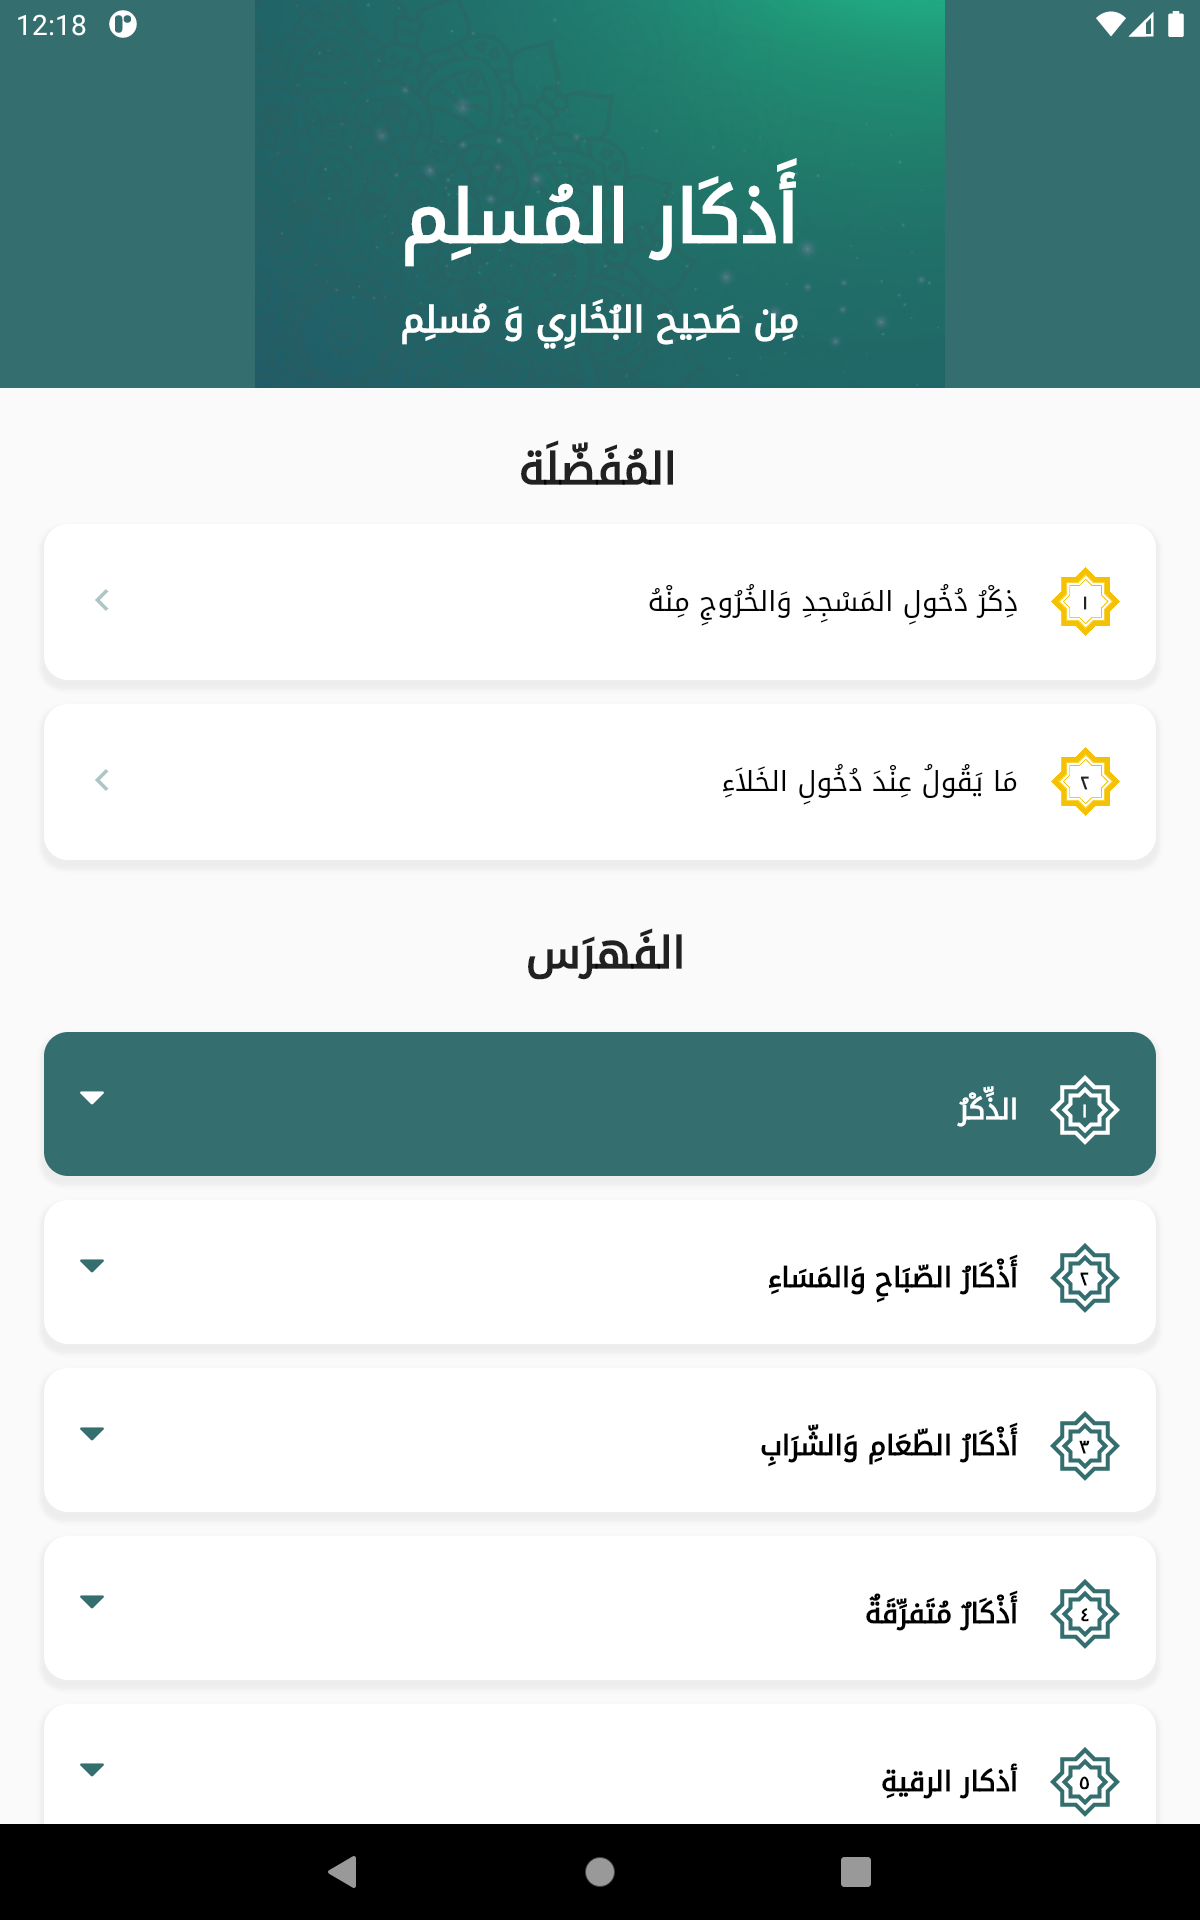 12:18
أَذكَار المُسلِم
مِن صَحِيح البُخَارِي وَ مُسلِم
المُفَضّلَة
١
ذِكْرُ دُخُولِ المَسْجِدِ وَالخُرُوجِ مِنْهُ
٢
مَا يَقُولُ عِنْدَ دُخُولِ الخَلاَءِ
الفَهرَس
١
الذِّكْرُ
٢
أَذْكَارُ الصّبَاحِ وَالمَسَاءِ
٣
أَذْكَارُ الطّعَامِ وَالشّرَابِ
٤
أَذْكَارٌ مُتَفرِّقَةٌ
٥
أذكار الرقيةِ